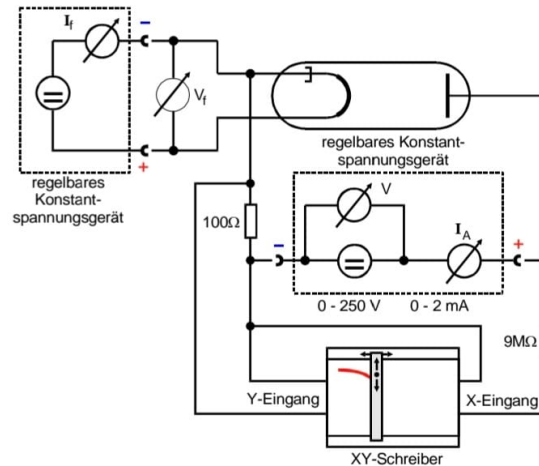 I_f
−
V_f
+
regelbares
Konstant-
spannungsgerät
regelbares Konstant-
spannungsgerät
100Ω
V
−
I_A
+
0 - 250 V
0 - 2 mA
9MΩ
Y-Eingang
X-Eingang
XY-Schreiber